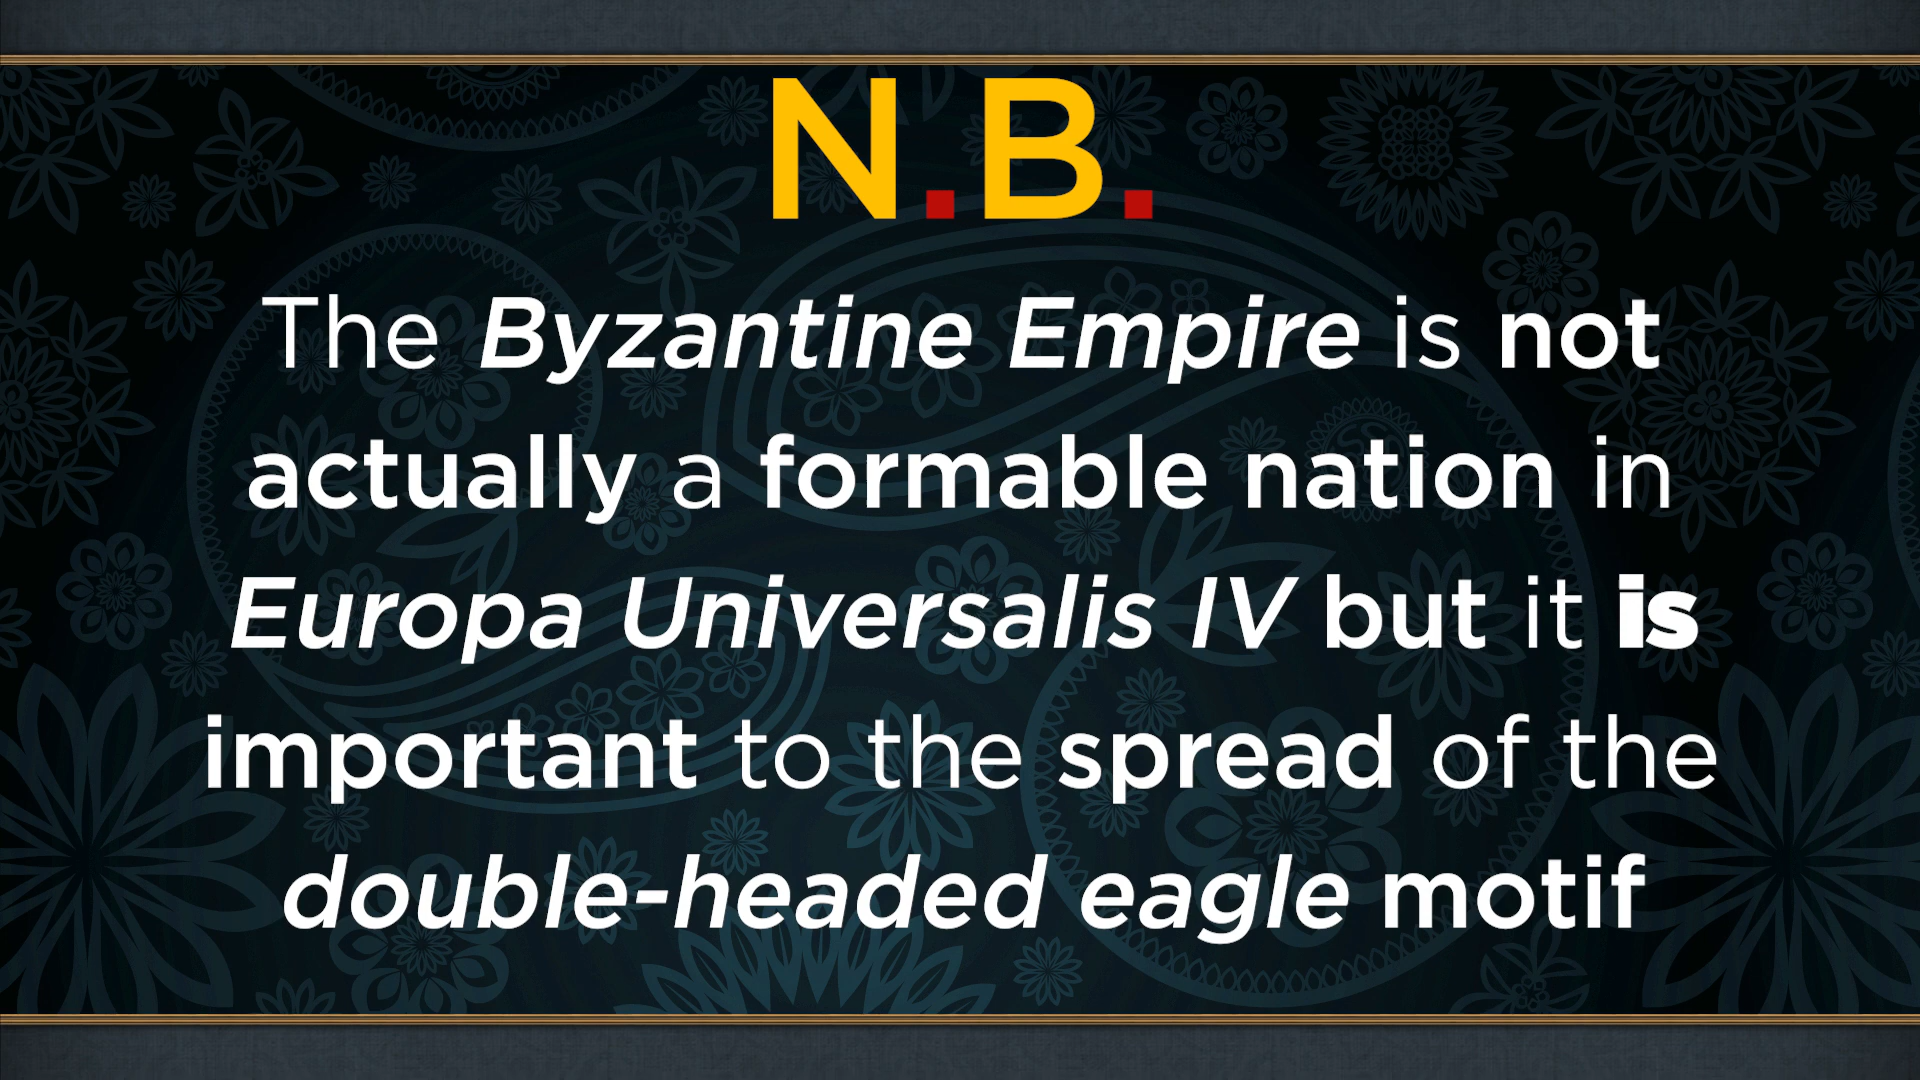 N.B.
The Byzantine Empire is not
actually a formable nation in
Europa Universalis IV but it is
important to the spread of the
double-headed eagle motif